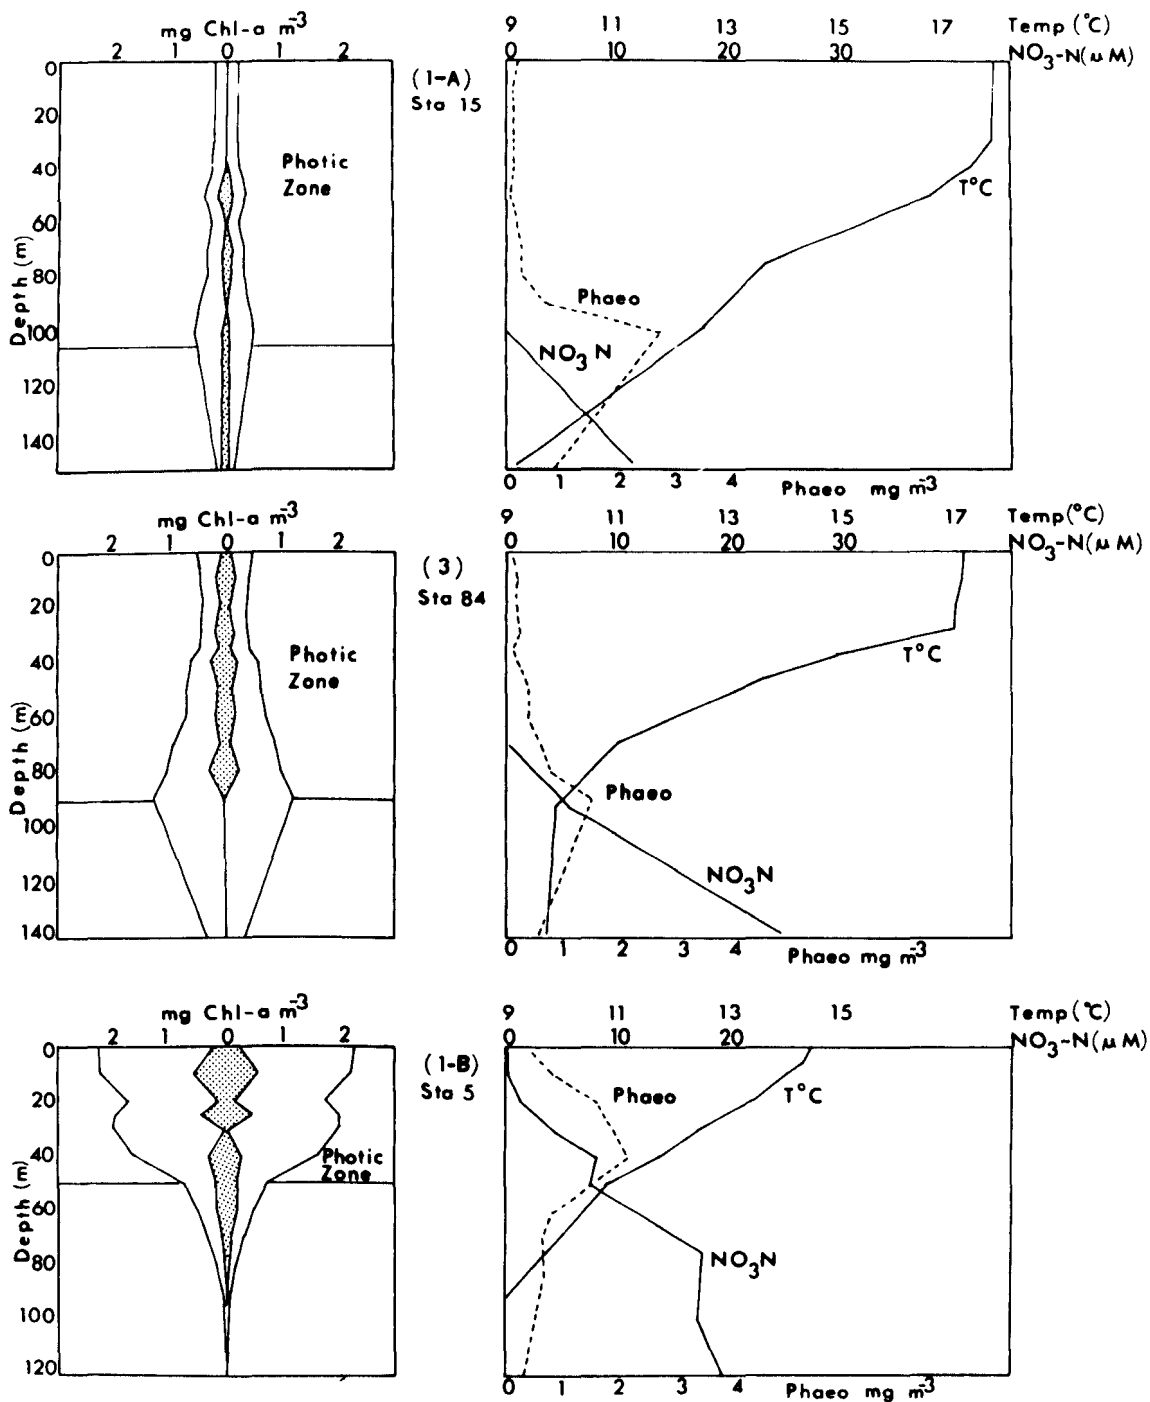 mg Chl-a m-3
2 1 0 1 2
0
20
40
60
80
100
120
140
Depth (m)
Photic
Zone
(1-A)
Sta 15
9 11 13 15 17 Temp (°C)
0 10 20 30 NO3-N(μM)
T°C
Phaeo
NO3N
0 1 2 3 4 Phaeo mg m-3
mg Chl-a m-3
2 1 0 1 2
0
20
40
60
80
100
120
140
Depth (m)
Photic
Zone
(3)
Sta 84
9 11 13 15 17 Temp(°C)
0 10 20 30 NO3-N(μM)
T°C
Phaeo
NO3N
0 1 2 3 4 Phaeo mg m-3
mg Chl-a m-3
2 1 0 1 2
0
20
40
60
80
100
120
Depth (m)
Photic
Zone
(1-B)
Sta 5
9 11 13 15 Temp(°C)
0 10 20 NO3-N(μM)
Phaeo
T°C
NO3N
0 1 2 3 4 Phaeo mg m-3